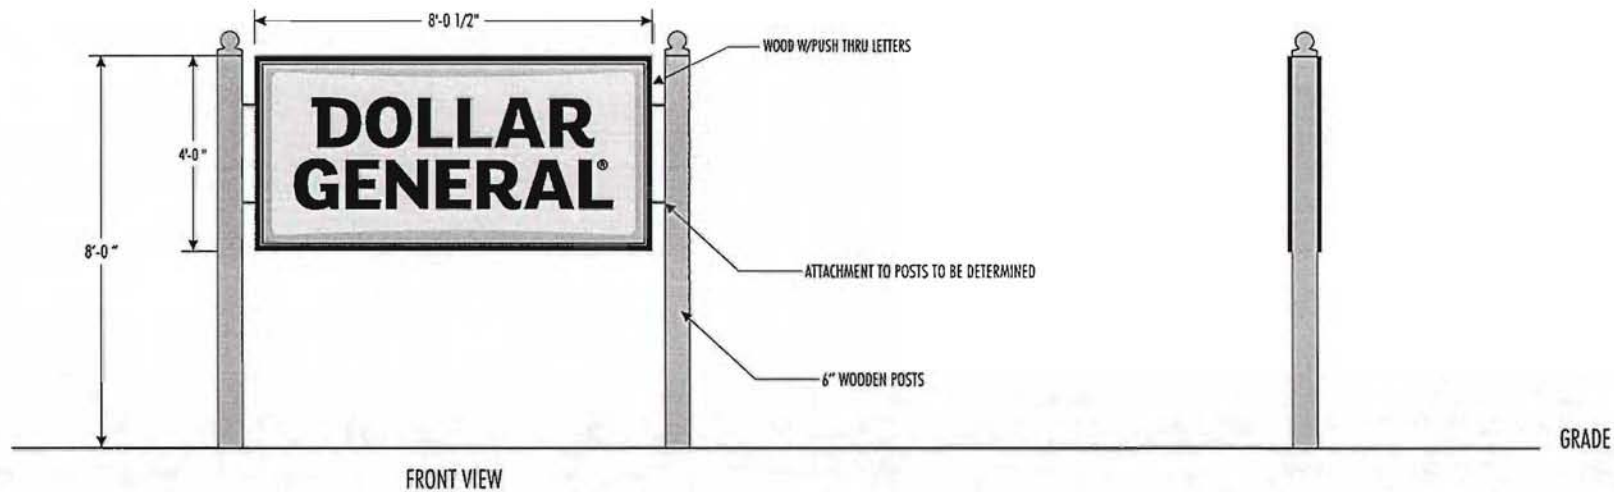 8'-0 1/2"
WOOD W/PUSH THRU LETTERS
DOLLAR
GENERAL®
4'-0"
8'-0"
ATTACHMENT TO POSTS TO BE DETERMINED
6" WOODEN POSTS
GRADE
FRONT VIEW